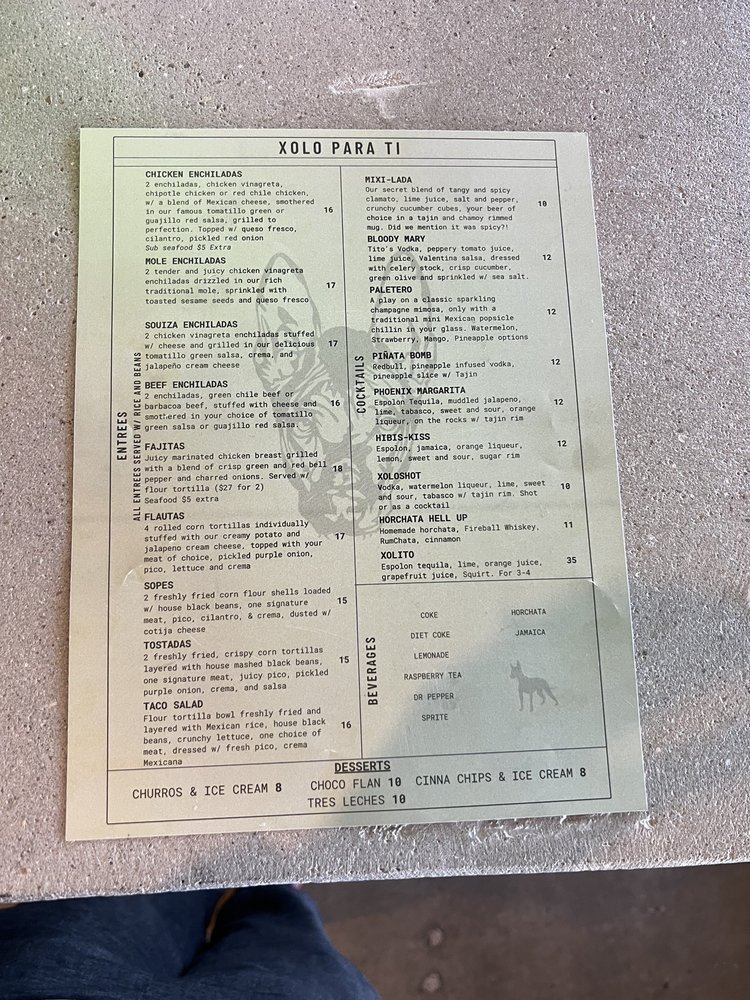 XOLO PARA TI
ENTREES
ALL ENTREES SERVED W/ RICE AND BEANS
CHICKEN ENCHILADAS
2 enchiladas, chicken vinagreta,
chipotle chicken or red chile chicken,
w/ a blend of Mexican cheese, smothered
in our famous tomatillo green or
guajillo red salsa, grilled to
perfection. Topped w/ queso fresco,
cilantro, pickled red onion
Sub seafood $5 Extra
16
MOLE ENCHILADAS
2 tender and juicy chicken vinagreta
enchiladas drizzled in our rich
traditional mole, sprinkled with
toasted sesame seeds and queso fresco
17
SOUIZA ENCHILADAS
2 chicken vinagreta enchiladas stuffed
w/ cheese and grilled in our delicious
tomatillo green salsa, crema, and
jalapeño cream cheese
17
BEEF ENCHILADAS
2 enchiladas, green chile beef or
barbacoa beef, stuffed with cheese and
smothered in your choice of tomatillo
green salsa or guajillo red salsa.
16
FAJITAS
Juicy marinated chicken breast grilled
with a blend of crisp green and red bell
pepper and charred onions. Served w/
flour tortilla ($27 for 2)
Seafood $5 extra
18
FLAUTAS
4 rolled corn tortillas individually
stuffed with our creamy potato and
jalapeno cream cheese, topped with your
meat of choice, pickled purple onion,
pico, lettuce and crema
17
SOPES
2 freshly fried corn flour shells loaded
w/ house black beans, one signature
meat, pico, cilantro, & crema, dusted w/
cotija cheese
15
TOSTADAS
2 freshly fried, crispy corn tortillas
layered with house mashed black beans,
one signature meat, juicy pico, pickled
purple onion, crema, and salsa
15
TACO SALAD
Flour tortilla bowl freshly fried and
layered with Mexican rice, house black
beans, crunchy lettuce, one choice of
meat, dressed w/ fresh pico, crema
Mexicana
16
COCKTAILS
MIXI-LADA
Our secret blend of tangy and spicy
clamato, lime juice, salt and pepper,
crunchy cucumber cubes, your beer of
choice in a tajin and chamoy rimmed
mug. Did we mention it was spicy?!
10
BLOODY MARY
Tito's Vodka, peppery tomato juice,
lime juice, Valentina salsa, dressed
with celery stock, crisp cucumber,
green olive and sprinkled w/ sea salt.
12
PALETERO
A play on a classic sparkling
champagne mimosa, only with a
traditional mini Mexican popsicle
chillin in your glass. Watermelon,
Strawberry, Mango, Pineapple options
12
PIÑATA BOMB
Redbull, pineapple infused vodka,
pineapple slice w/ Tajin
12
PHOENIX MARGARITA
Espolon Tequila, muddled jalapeno,
lime, tabasco, sweet and sour, orange
liqueur, on the rocks w/ tajin rim
12
HIBIS-KISS
Espolon, jamaica, orange liqueur,
lemon, sweet and sour, sugar rim
12
XOLOSHOT
Vodka, watermelon liqueur, lime, sweet
and sour, tabasco w/ tajin rim. Shot
or as a cocktail
10
HORCHATA HELL UP
Homemade horchata, Fireball Whiskey,
RumChata, cinnamon
11
XOLITO
Espolon tequila, lime, orange juice,
grapefruit juice, Squirt. For 3-4
35
BEVERAGES
COKE
DIET COKE
LEMONADE
RASPBERRY TEA
DR PEPPER
SPRITE
HORCHATA
JAMAICA
DESSERTS
CHURROS & ICE CREAM 8 CHOCO FLAN 10 CINNA CHIPS & ICE CREAM 8
TRES LECHES 10